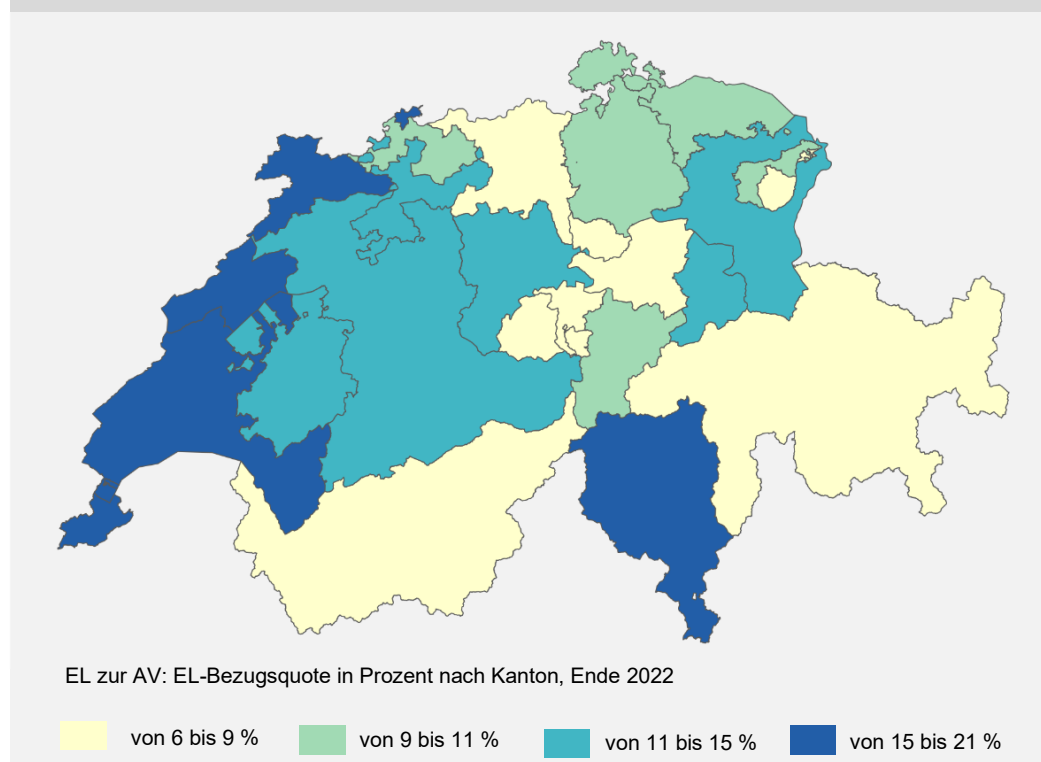 EL zur AV: EL-Bezugsquote in Prozent nach Kanton, Ende 2022
von 6 bis 9 %
von 9 bis 11 %
von 11 bis 15 %
von 15 bis 21 %